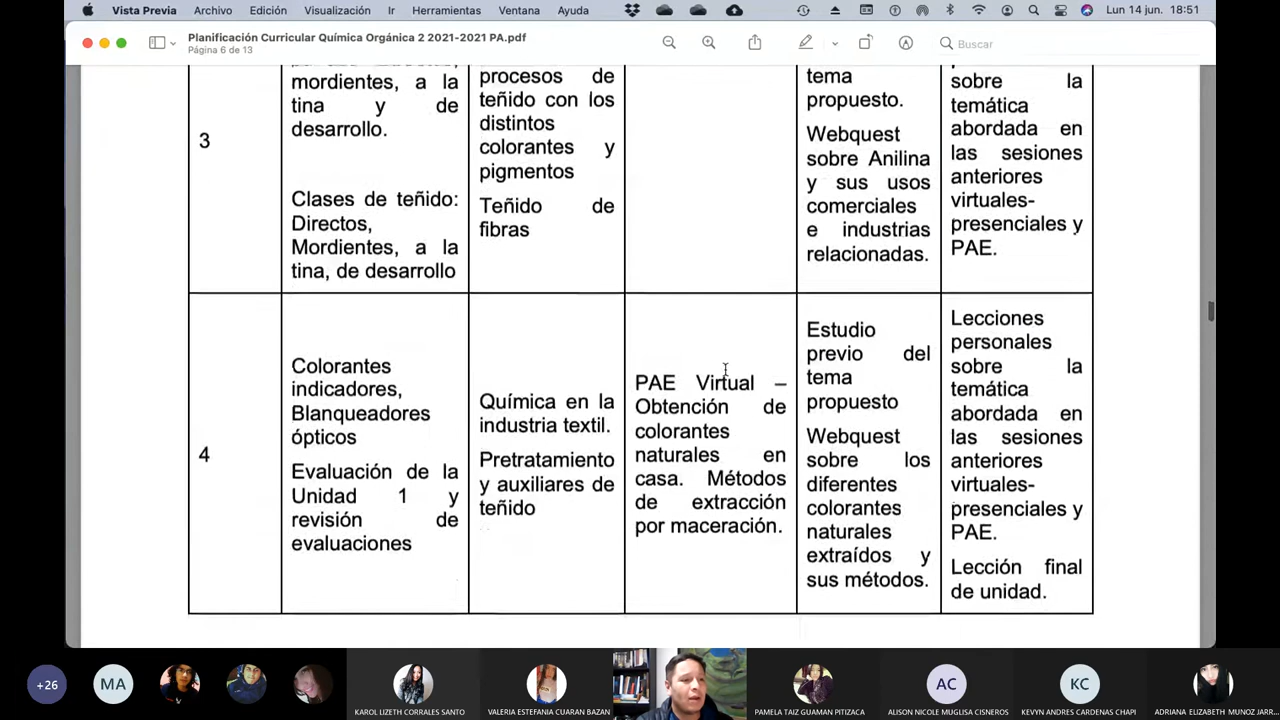 Vista Previa Archivo Edición Visualización Ir Herramientas Ventana Ayuda Lun 14 jun. 18:51
Planificación Curricular Química Orgánica 2 2021-2021 PA.pdf
Página 6 de 13
Buscar
3
mordientes, a la
tina y de
desarrollo.
Clases de teñido:
Directos,
Mordientes, a la
tina, de desarrollo
procesos de
teñido con los
distintos
colorantes y
pigmentos
Teñido de
fibras
tema
propuesto.
Webquest
sobre Anilina
y sus usos
comerciales
e industrias
relacionadas.
sobre la
temática
abordada en
las sesiones
anteriores
virtuales-
presenciales y
PAE.
4
Colorantes
indicadores,
Blanqueadores
ópticos
Evaluación de la
Unidad 1 y
revisión de
evaluaciones
Química en la
industria textil.
Pretratamiento
y auxiliares de
teñido
PAE Virtual –
Obtención de
colorantes
naturales en
casa. Métodos
de extracción
por maceración.
Estudio
previo del
tema
propuesto
Webquest
sobre los
diferentes
colorantes
naturales
extraídos y
sus métodos.
Lecciones
personales
sobre la
temática
abordada en
las sesiones
anteriores
virtuales-
presenciales y
PAE.
Lección final
de unidad.
+26
MA
KAROL LIZETH CORRALES SANTO
VALERIA ESTEFANIA CUARAN BAZAN
PAMELA TAIZ GUAMAN PITIZACA
AC
ALISON NICOLE MUGLISA CISNEROS
KC
KEVYN ANDRES CARDENAS CHAPI
ADRIANA ELIZABETH MUNOZ JARR...